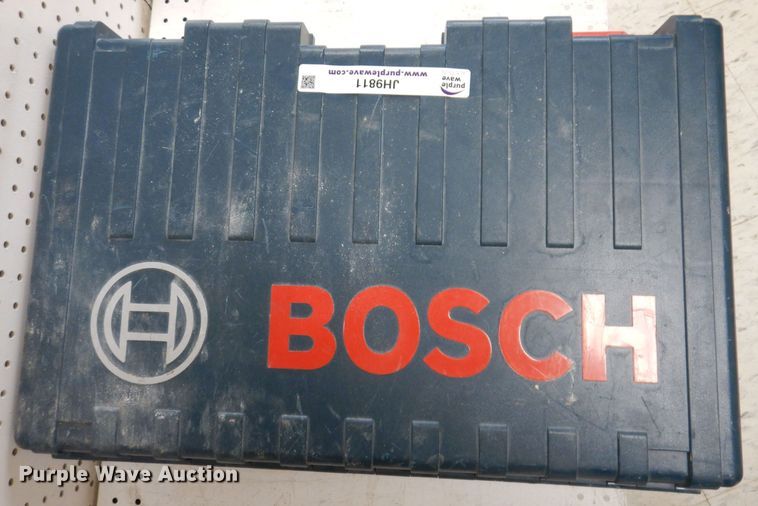 purple
wave
www.purplewave.com
JH9811
BOSCH
Purple Wave Auction